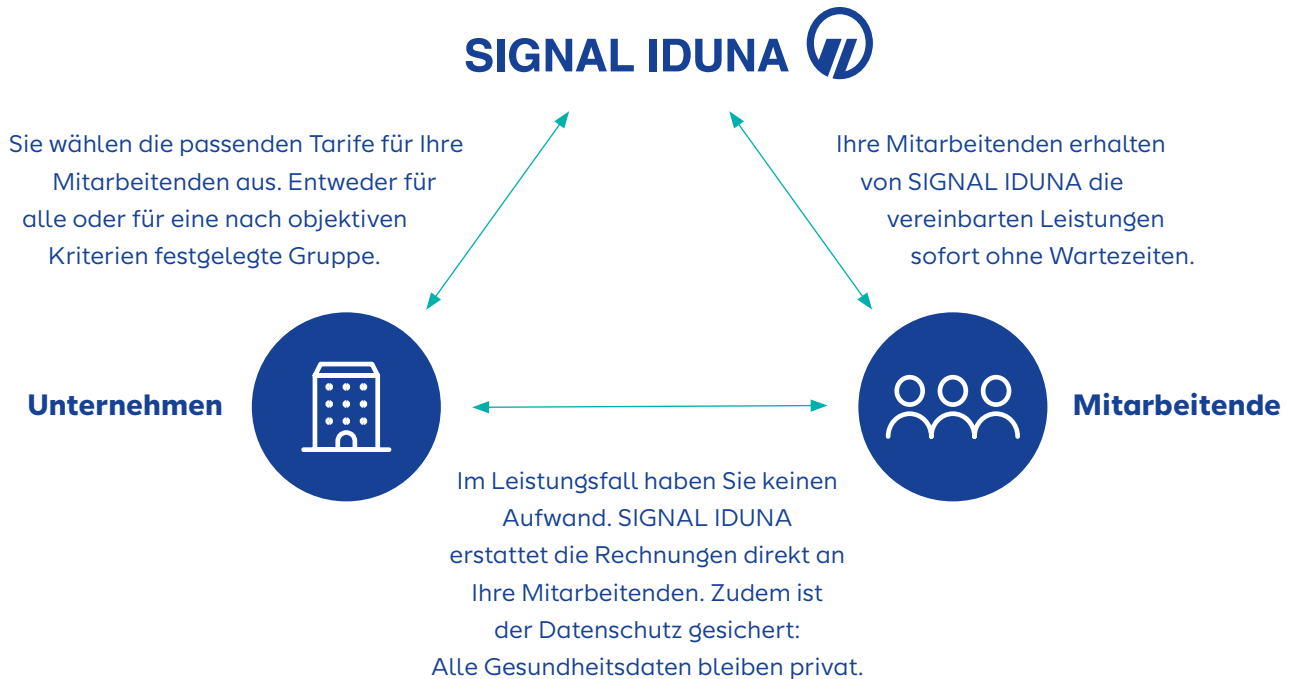 SIGNAL IDUNA
Sie wählen die passenden Tarife für Ihre
Mitarbeitenden aus. Entweder für
alle oder für eine nach objektiven
Kriterien festgelegte Gruppe.
Ihre Mitarbeitenden erhalten
von SIGNAL IDUNA die
vereinbarten Leistungen
sofort ohne Wartezeiten.
Unternehmen
Mitarbeitende
Im Leistungsfall haben Sie keinen
Aufwand. SIGNAL IDUNA
erstattet die Rechnungen direkt an
Ihre Mitarbeitenden. Zudem ist
der Datenschutz gesichert:
Alle Gesundheitsdaten bleiben privat.